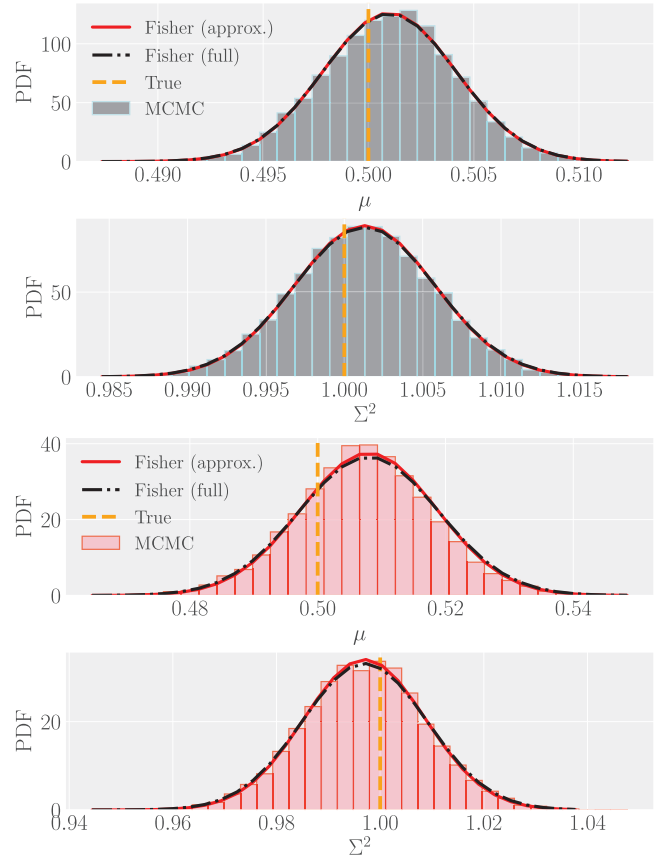 PDF
100
50
0
Fisher (approx.)
Fisher (full)
True
MCMC
0.490 0.495 0.500 0.505 0.510
μ
PDF
50
0
0.985 0.990 0.995 1.000 1.005 1.010 1.015
Σ²
PDF
40
20
0
Fisher (approx.)
Fisher (full)
True
MCMC
0.48 0.50 0.52 0.54
μ
PDF
20
0
0.94 0.96 0.98 1.00 1.02 1.04
Σ²